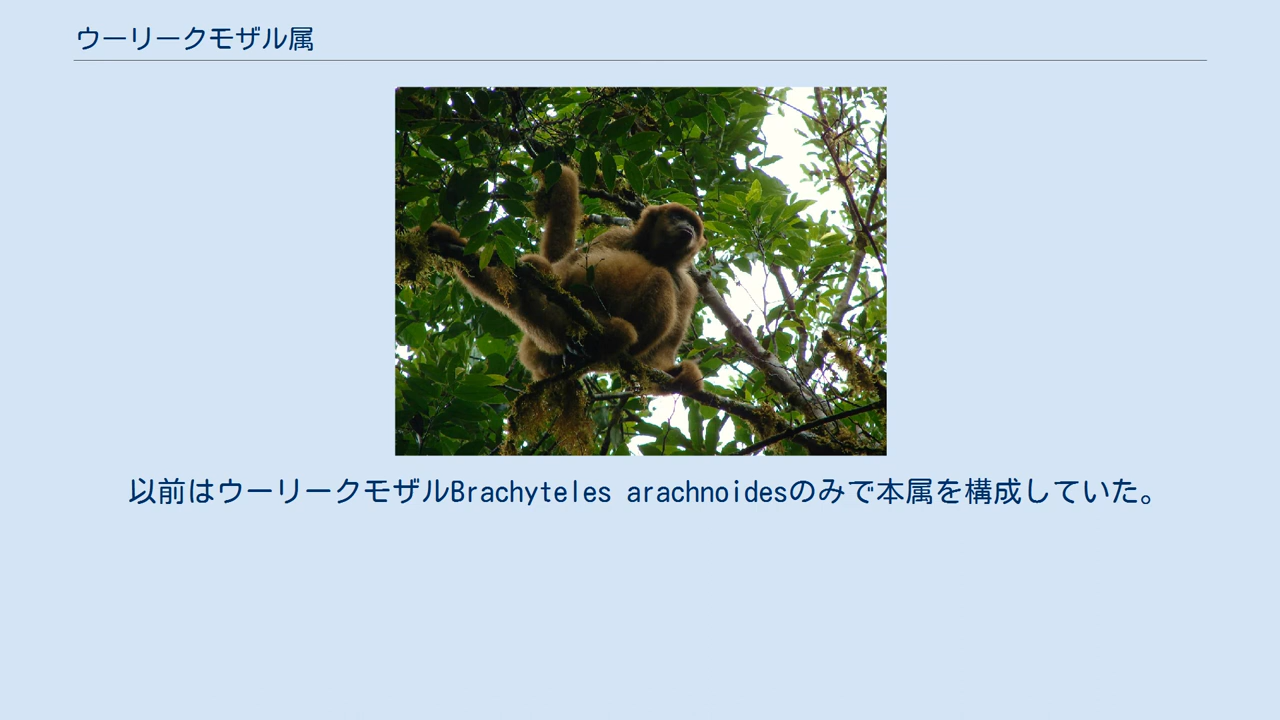 ウーリークモザル属
以前はウーリークモザルBrachyteles arachnoidesのみで本属を構成していた。